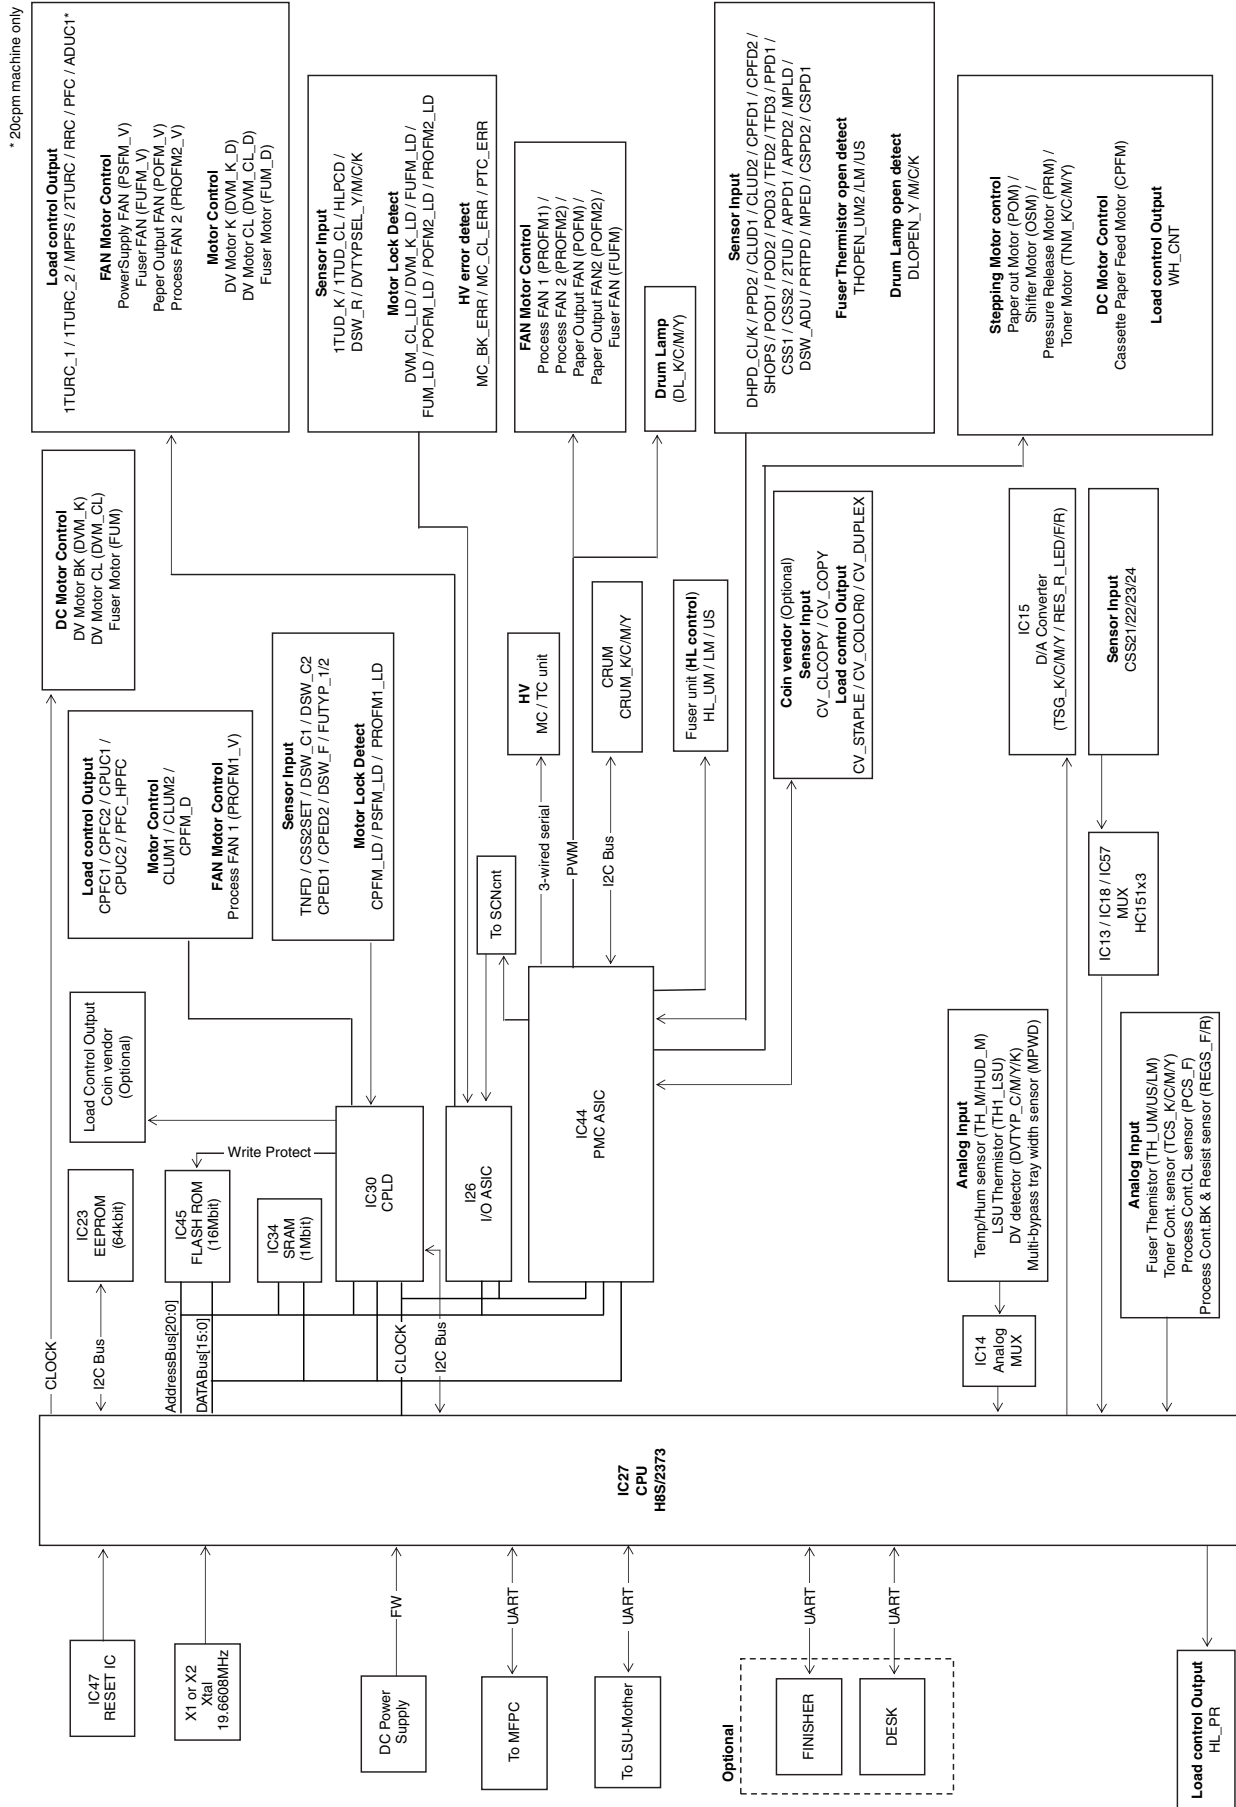 * 20cpm machine only
Load control Output
1TURC_1 / 1TURC_2 / MPFS / 2TURC / RRC / PFC / ADUC1*
FAN Motor Control
PowerSupply FAN (PSFM_V)
Fuser FAN (FUFM_V)
Peper Output FAN (POFM_V)
Process FAN 2 (PROFM2_V)
Motor Control
DV Motor K (DVM_K_D)
DV Motor CL (DVM_CL_D)
Fuser Motor (FUM_D)
Sensor Input
1TUD_K / 1TUD_CL / HLPCD /
DSW_R / DVTYPSEL_Y/M/C/K
Motor Lock Detect
DVM_CL_LD / DVM_K_LD / FUFM_LD /
FUM_LD / POFM_LD / POFM2_LD / PROFM2_LD
HV error detect
MC_BK_ERR / MC_CL_ERR / PTC_ERR
FAN Motor Control
Process FAN 1 (PROFM1) /
Process FAN 2 (PROFM2) /
Paper Output FAN (POFM) /
Paper Output FAN2 (POFM2) /
Fuser FAN (FUFM)
Drum Lamp
(DL_K/C/M/Y)
Sensor Input
DHPD_CL/K / PPD2 / CLUD1 / CLUD2 / CPFD1 / CPFD2 /
SHOPS / POD1 / POD2 / POD3 / TFD2 / TFD3 / PPD1 /
CSS1 / CSS2 / 2TUD / APPD1 / APPD2 / MPLD /
DSW_ADU / PRTPD / MPED / CSPD2 / CSPD1
Fuser Thermistor open detect
THOPEN_UM2 /LM /US
Drum Lamp open detect
DLOPEN_Y /M/C/K
Stepping Motor control
Paper out Motor (POM) /
Shifter Motor (OSM) /
Pressure Release Motor (PRM) /
Toner Motor (TNM_K/C/M/Y)
DC Motor Control
Cassette Paper Feed Motor (CPFM)
Load control Output
WH_CNT
DC Motor Control
DV Motor BK (DVM_K)
DV Motor CL (DVM_CL)
Fuser Motor (FUM)
Load control Output
CPFC1 / CPFC2 / CPUC1 /
CPUC2 / PFC_HPFC
Motor Control
CLUM1 / CLUM2 /
CPFM_D
FAN Motor Control
Process FAN 1 (PROFM1_V)
Sensor Input
TNFD / CSS2SET / DSW_C1 / DSW_C2
CPED1 / CPED2 / DSW_F / FUTYP_1/2
Motor Lock Detect
CPFM_LD / PSFM_LD / PROFM1_LD
To SCNcnt
HV
MC / TC unit
3-wired serial
PWM
CRUM
CRUM_K/C/M/Y
I2C Bus
Fuser unit (HL control)
HL_UM / LM / US
Coin vendor (Optional)
Sensor Input
CV_CLCOPY / CV_COPY
Load control Output
CV_STAPLE / CV_COLOR0 / CV_DUPLEX
IC15
D/A Converter
(TSG_K/C/M/Y / RES_R_LED/F/R)
Sensor Input
CSS21/22/23/24
IC13 / IC18 / IC57
MUX
HC151x3
Load Control Output
Coin vendor
(Optional)
Write Protect
IC23
EEPROM
(64kbit)
IC45
FLASH ROM
(16Mbit)
IC34
SRAM
(1Mbit)
IC30
CPLD
I26
I/O ASIC
IC44
PMC ASIC
Analog Input
Temp/Hum sensor (TH_M/HUD_M)
LSU Thermistor (TH1_LSU)
DV detector (DVTYP_C/M/Y/K)
Multi-bypass tray width sensor (MPWD)
Analog Input
Fuser Themistor (TH_UM/US/LM)
Toner Cont. sensor (TCS_K/C/M/Y)
Process Cont.CL sensor (PCS_F)
Process Cont.BK & Resist sensor (REGS_F/R)
IC14
Analog
MUX
CLOCK
I2C Bus
AddressBus[20:0]
DATABus[15:0]
CLOCK
I2C Bus
IC27
CPU
H8S/2373
IC47
RESET IC
X1 or X2
Xtal
19.6608MHz
DC Power
Supply
FW
To MFPC
UART
To LSU-Mother
UART
Optional
FINISHER
UART
DESK
UART
Load control Output
HL_PR